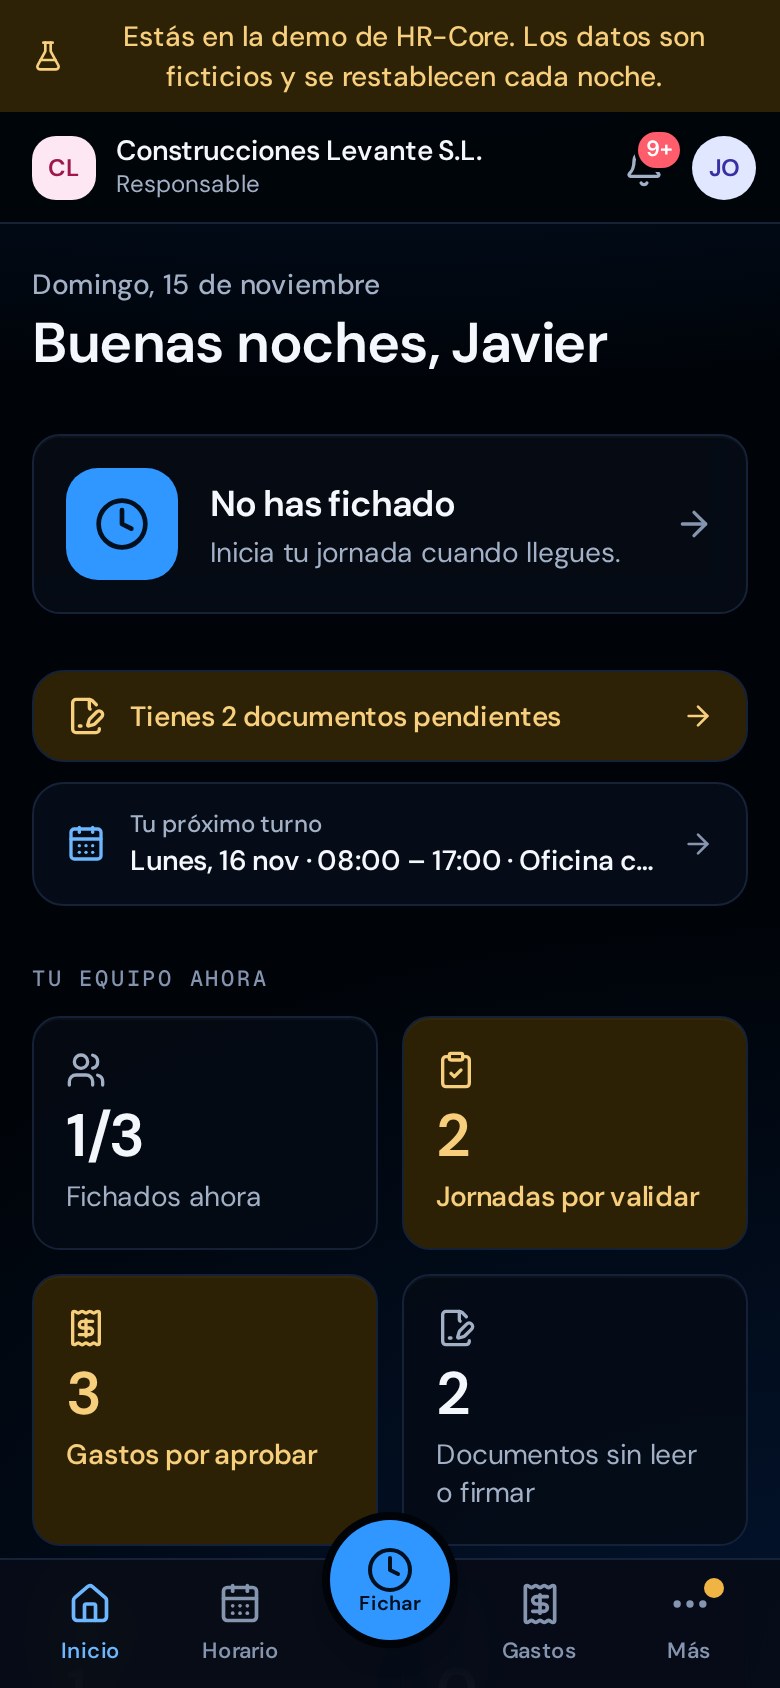 Estás en la demo de HR-Core. Los datos son
ficticios y se restablecen cada noche.
CL
Construcciones Levante S.L.
Responsable
9+
JO
Domingo, 15 de noviembre
Buenas noches, Javier
No has fichado
Inicia tu jornada cuando llegues.
Tienes 2 documentos pendientes
Tu próximo turno
Lunes, 16 nov · 08:00 – 17:00 · Oficina c...
TU EQUIPO AHORA
1/3
Fichados ahora
2
Jornadas por validar
3
Gastos por aprobar
2
Documentos sin leer
o firmar
Inicio
Horario
Fichar
Gastos
Más